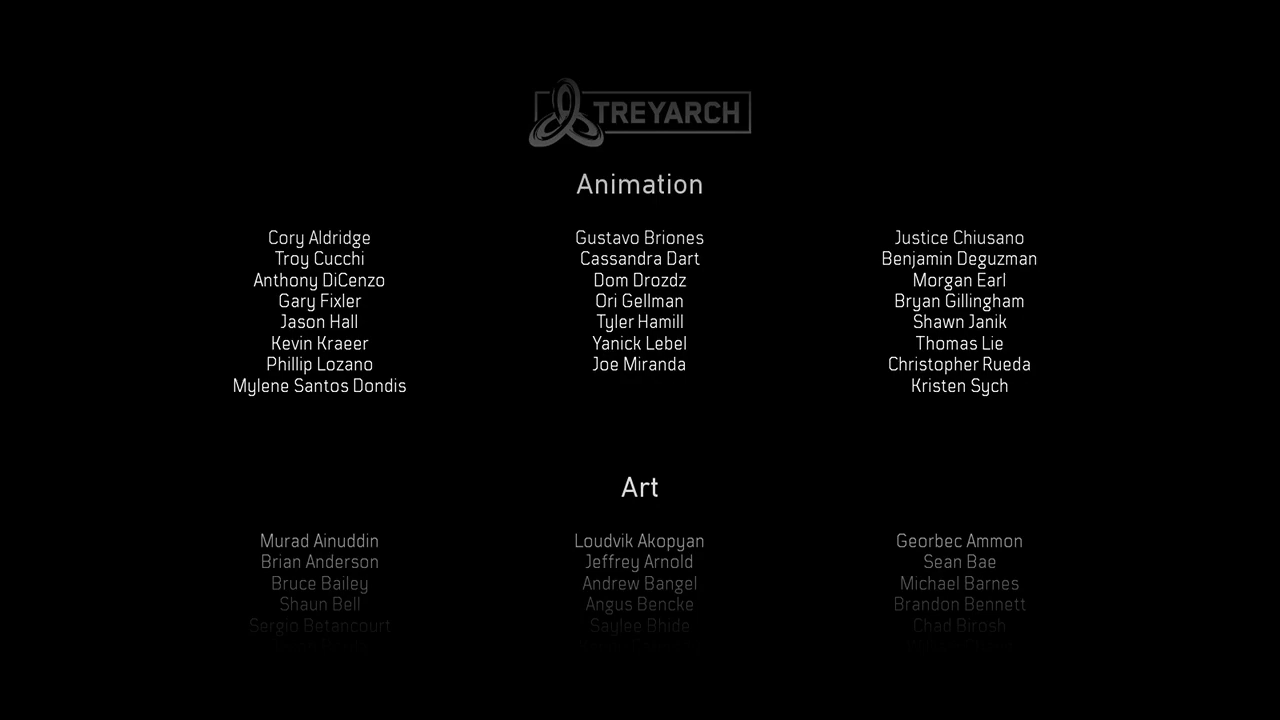 TREYARCH
Animation
Cory Aldridge Gustavo Briones Justice Chiusano
Troy Cucchi Cassandra Dart Benjamin Deguzman
Anthony DiCenzo Dom Drozdz Morgan Earl
Gary Fixler Ori Gellman Bryan Gillingham
Jason Hall Tyler Hamill Shawn Janik
Kevin Kraeer Yanick Lebel Thomas Lie
Phillip Lozano Joe Miranda Christopher Rueda
Mylene Santos Dondis Kristen Sych
Art
Murad Ainuddin Loudvik Akopyan Georbec Ammon
Brian Anderson Jeffrey Arnold Sean Bae
Bruce Bailey Andrew Bangel Michael Barnes
Shaun Bell Angus Bencke Brandon Bennett
Sergio Betancourt Saylee Bhide Chad Birosh